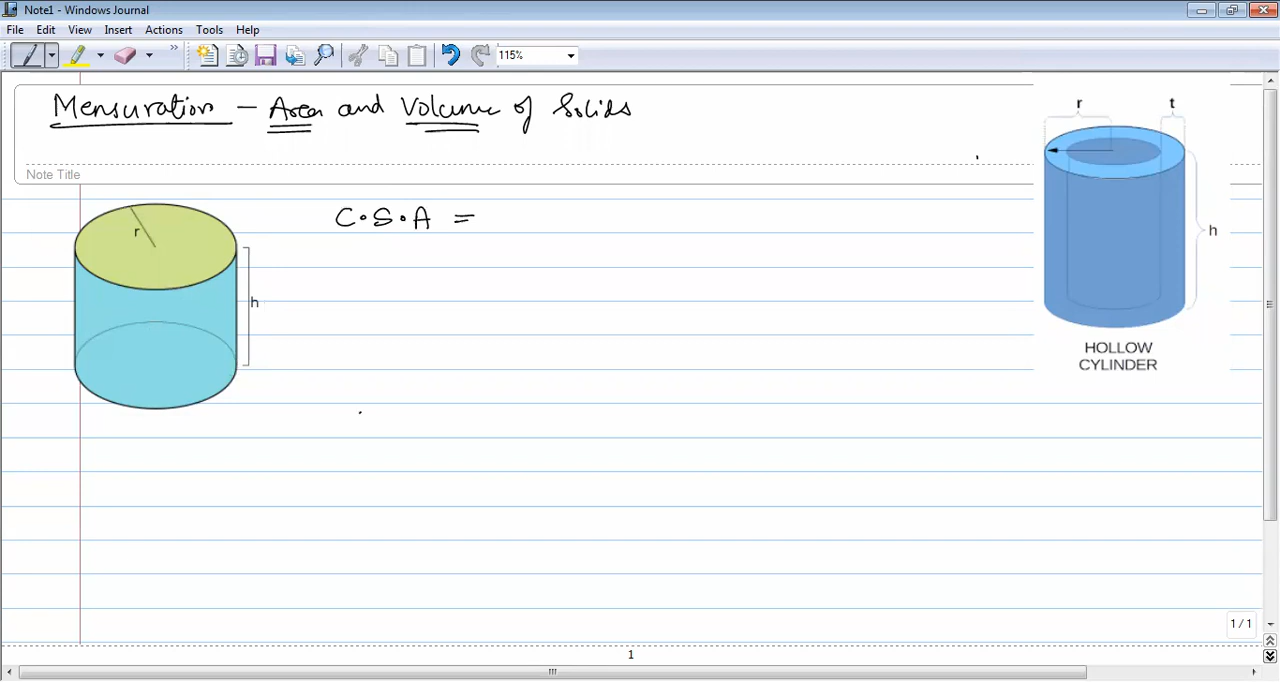 Note1 - Windows Journal
File Edit View Insert Actions Tools Help
115%
Mensuration – Area and Volume of Solids
Note Title
r t
h
HOLLOW
CYLINDER
C.S.A =
r
h
1 / 1
1